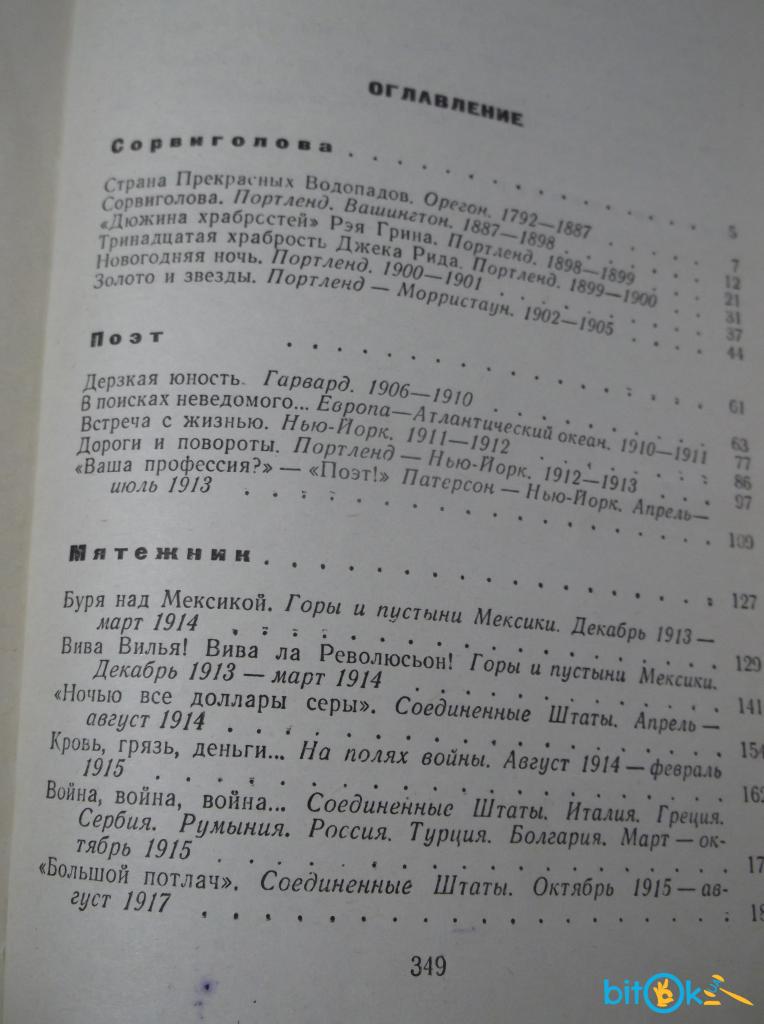 ОГЛАВЛЕНИЕ
Сорвиголова . . . . . . . . . . . . . . 5
Страна Прекрасных Водопадов. Орегон. 1792—1887 . . . 7
Сорвиголова. Портленд. Вашингтон. 1887—1898 . . . . 12
«Дюжина храбростей» Рэя Грина. Портленд. 1898—1899 . . 21
Тринадцатая храбрость Джека Рида. Портленд. 1899—1900 . 31
Новогодняя ночь. Портленд. 1900—1901 . . . . . . . 37
Золото и звезды. Портленд — Морристаун. 1902—1905 . . . 44
Поэт . . . . . . . . . . . . . . 61
Дерзкая юность. Гарвард. 1906—1910 . . . . . . . 63
В поисках неведомого... Европа—Атлантический океан. 1910—1911 77
Встреча с жизнью. Нью-Йорк. 1911—1912 . . . . . . 86
Дороги и повороты. Портленд — Нью-Йорк. 1912—1913 . . . 97
«Ваша профессия?» — «Поэт!» Патерсон — Нью-Йорк. Апрель—
июль 1913 . . . . . . . . . . . . . . 109
Мятежник . . . . . . . . . . . . . . 127
Буря над Мексикой. Горы и пустыни Мексики. Декабрь 1913 —
март 1914 . . . . . . . . . . . . . . 129
Вива Вилья! Вива ла Революсьон! Горы и пустыни Мексики.
Декабрь 1913 — март 1914 . . . . . . . . . . 141
«Ночью все доллары серы». Соединенные Штаты. Апрель —
август 1914 . . . . . . . . . . . . . . 154
Кровь, грязь, деньги... На полях войны. Август 1914 — февраль
1915 . . . . . . . . . . . . . . 162
Война, война, война... Соединенные Штаты. Италия. Греция.
Сербия. Румыния. Россия. Турция. Болгария. Март — ок-
тябрь 1915 . . . . . . . . . . . . . . 17
«Большой потлач». Соединенные Штаты. Октябрь 1915 — ав-
густ 1917 . . . . . . . . . . . . . . 18
349
bitok